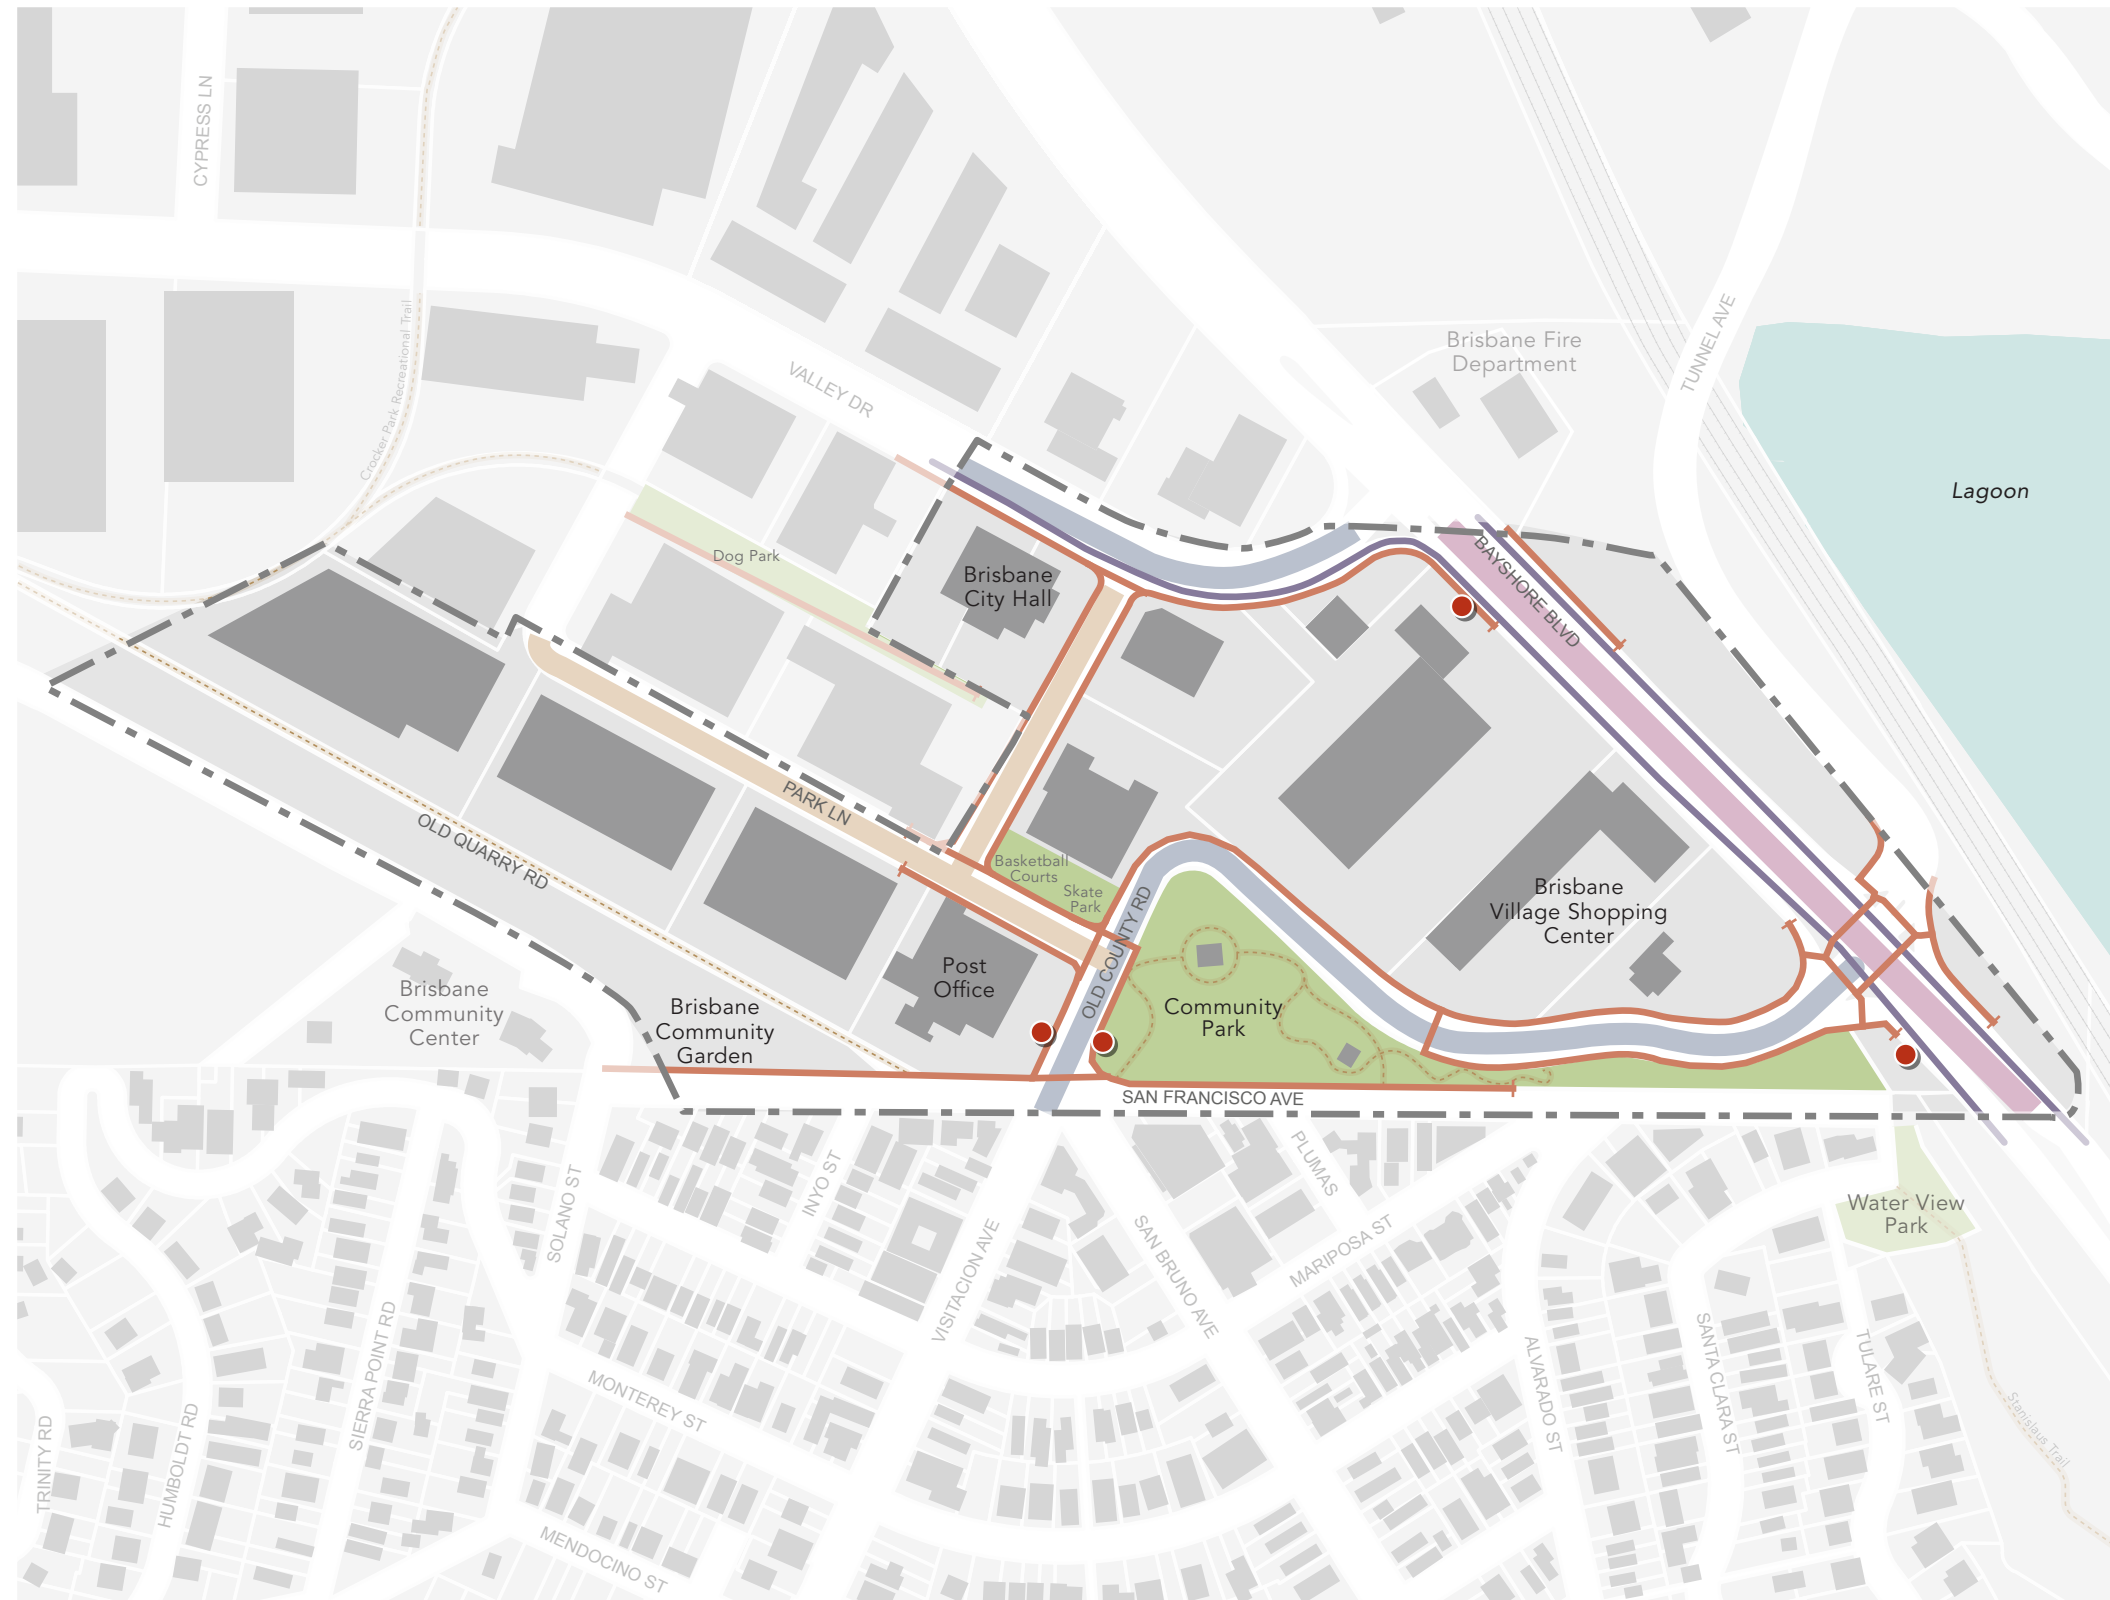 CYPRESS LN
Crocker Park Recreational Trail
VALLEY DR
Brisbane Fire
Department
TUNNEL AVE
Lagoon
Dog Park
Brisbane
City Hall
BAYSHORE BLVD
PARK LN
OLD QUARRY RD
Basketball
Courts
Skate
Park
OLD COUNTY RD
Brisbane
Village Shopping
Center
Post
Office
Community
Park
Brisbane
Community
Center
Brisbane
Community
Garden
SAN FRANCISCO AVE
Water View
Park
SOLANO ST
INYO ST
PLUMAS
VISITACION AVE
SAN BRUNO AVE
MARIPOSA ST
SIERRA POINT RD
MONTEREY ST
ALVARADO ST
SANTA CLARA ST
TULARE ST
Stanislaus Trail
TRINITY RD
HUMBOLDT RD
MENDOCINO ST